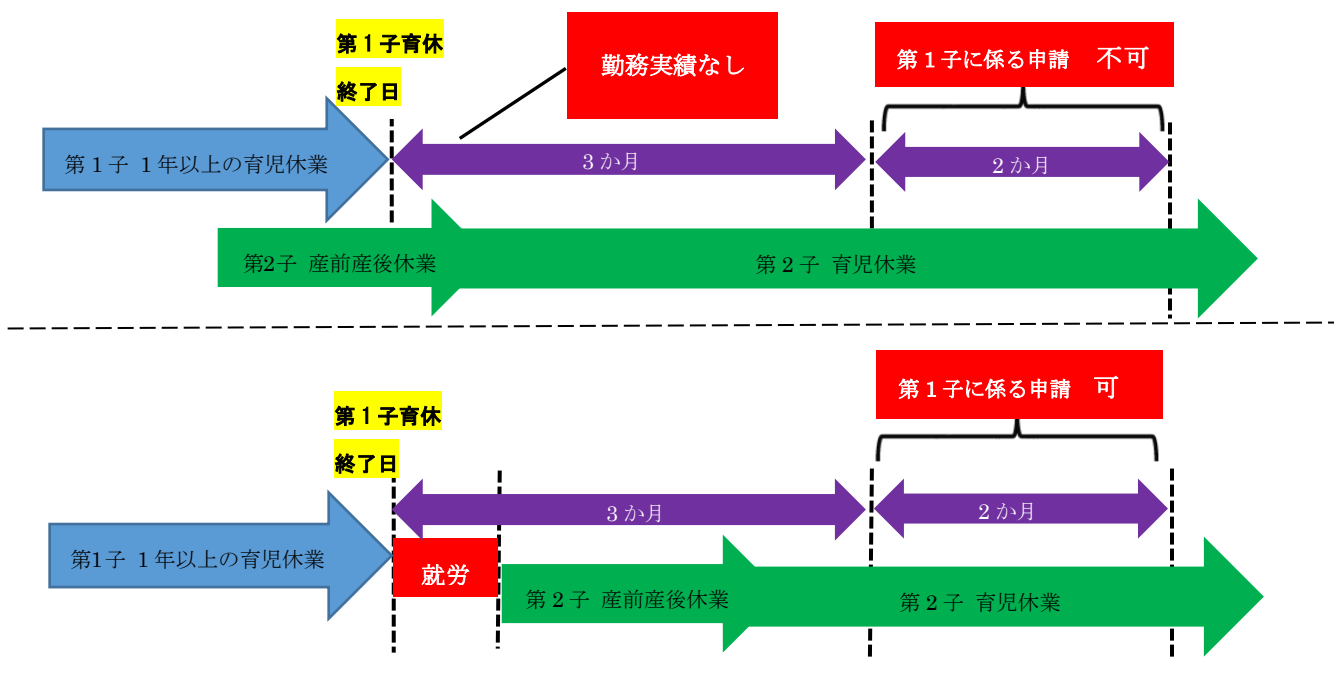 第１子育休
終了日
勤務実績なし
第１子に係る申請　不可
第１子 １年以上の育児休業
３か月
２か月
第2子 産前産後休業
第２子 育児休業
第１子に係る申請　可
第１子育休
終了日
３か月
２か月
第1子 １年以上の育児休業
就労
第２子 産前産後休業
第２子 育児休業